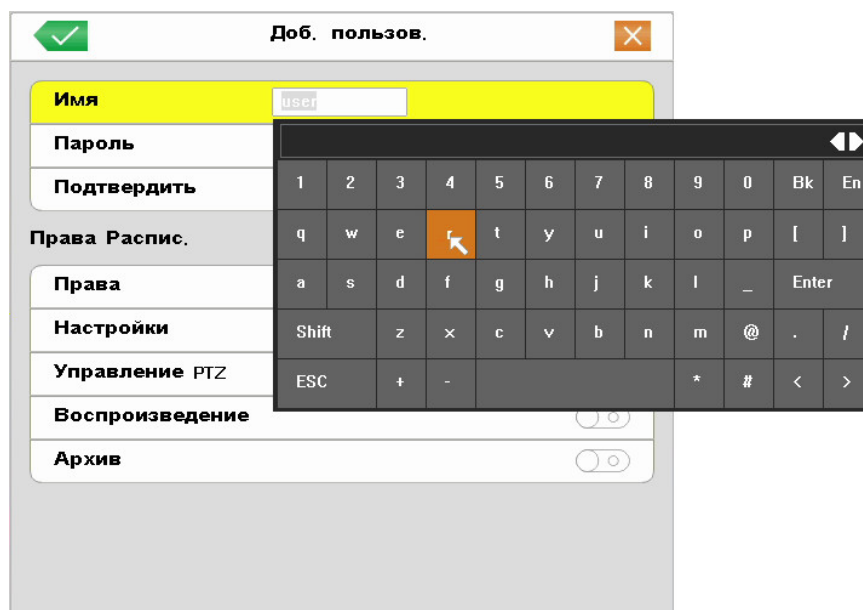 Доб. пользов.
Имя user
Пароль
Подтвердить
1 2 3 4 5 6 7 8 9 0 Bk En
Права Распис.
q w e r t y u i o p [ ]
Права
a s d f g h j k l _ Enter
Настройки
Shift z x c v b n m @ . /
Управление PTZ
ESC + - * # < >
Воспроизведение
Архив